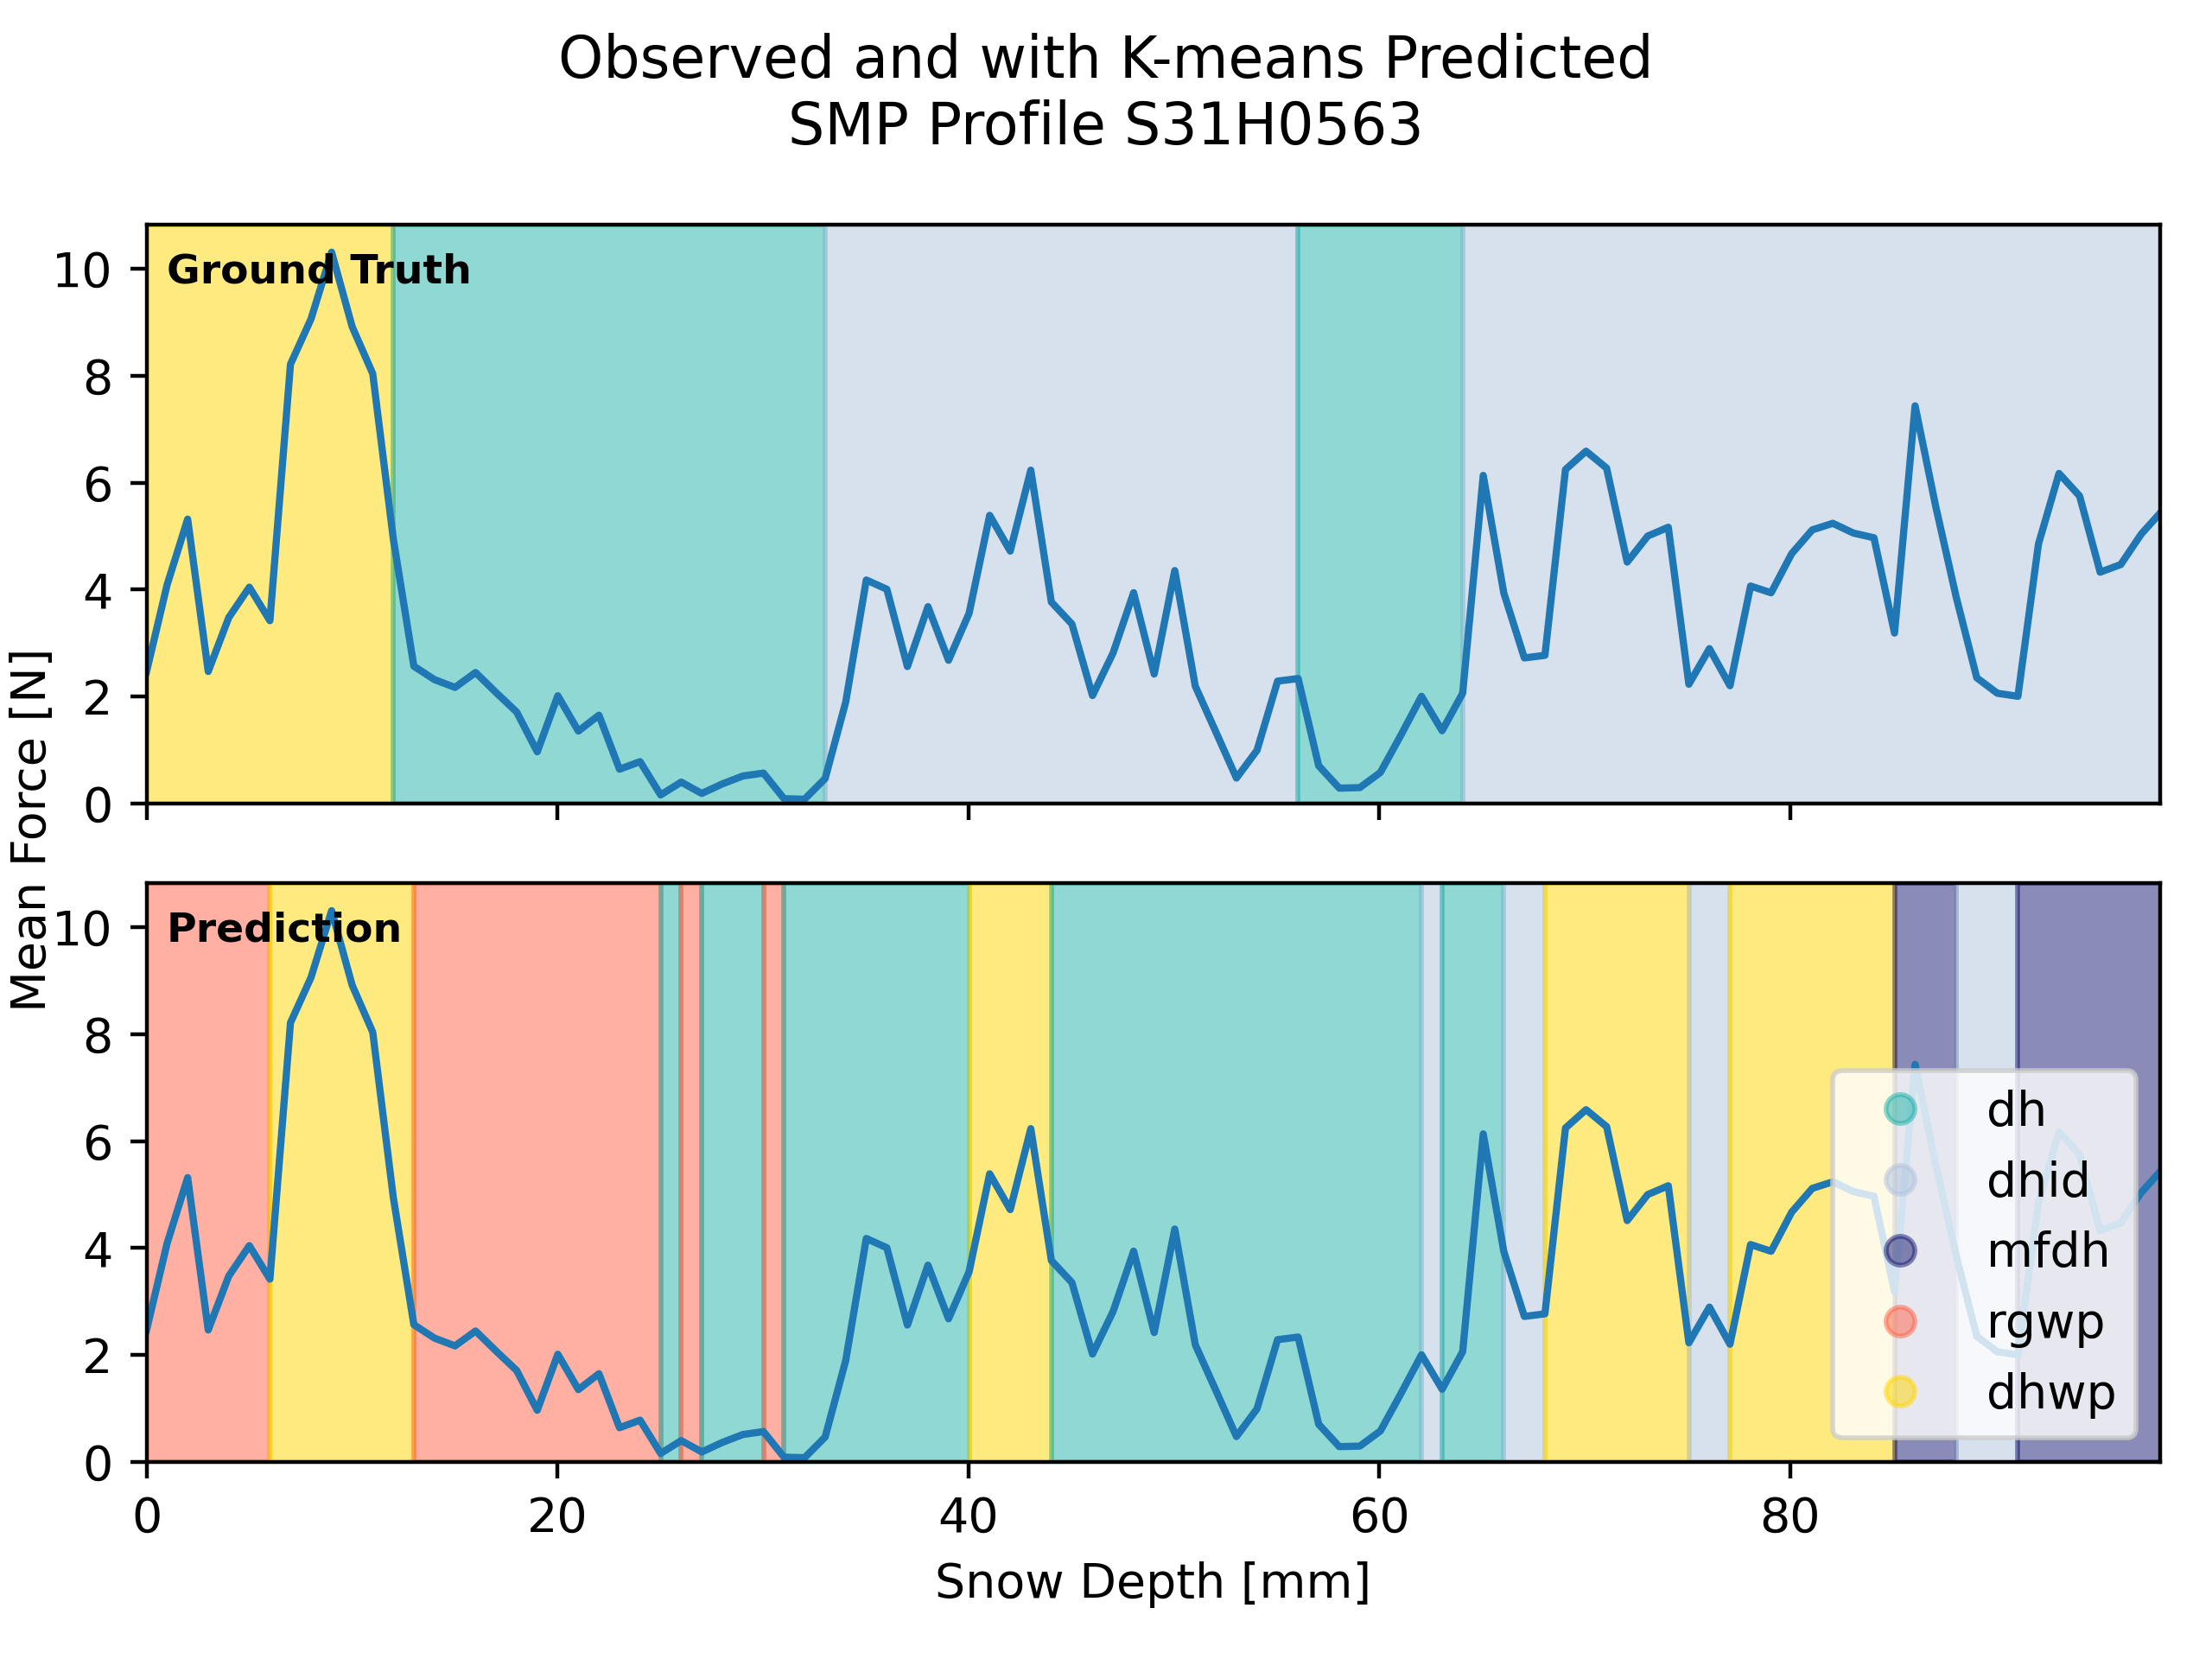 Observed and with K-means Predicted
SMP Profile S31H0563
Mean Force [N]
Ground Truth
10
8
6
4
2
0
Prediction
10
8
6
4
2
0
dh
dhid
mfdh
rgwp
dhwp
0 20 40 60 80
Snow Depth [mm]